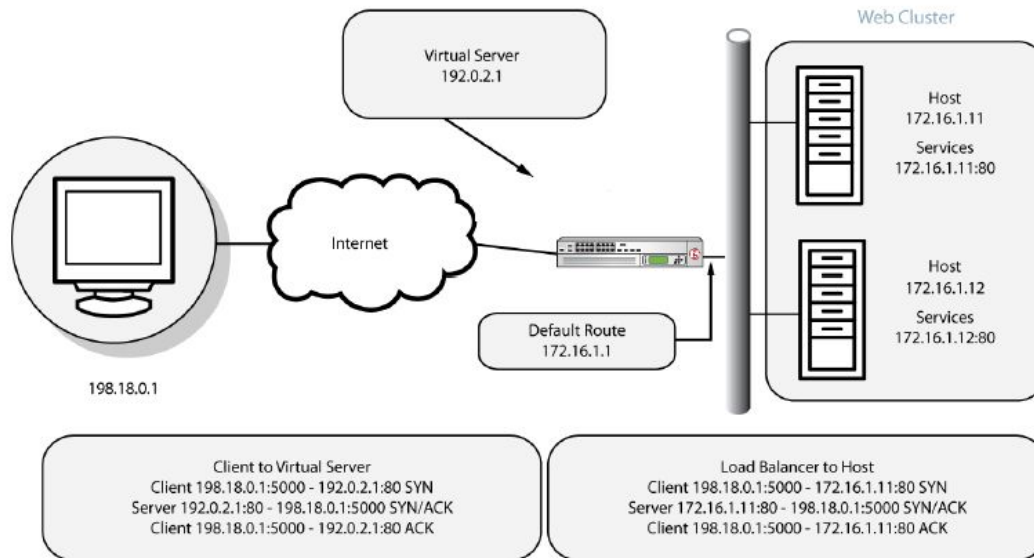 Web Cluster
Virtual Server
192.0.2.1
Host
172.16.1.11
Services
172.16.1.11:80
Internet
Host
172.16.1.12
Services
172.16.1.12:80
Default Route
172.16.1.1
198.18.0.1
Client to Virtual Server
Client 198.18.0.1:5000 - 192.0.2.1:80 SYN
Server 192.0.2.1:80 - 198.18.0.1:5000 SYN/ACK
Client 198.18.0.1:5000 - 192.0.2.1:80 ACK
Load Balancer to Host
Client 198.18.0.1:5000 - 172.16.1.11:80 SYN
Server 172.16.1.11:80 - 198.18.0.1:5000 SYN/ACK
Client 198.18.0.1:5000 - 172.16.1.11:80 ACK